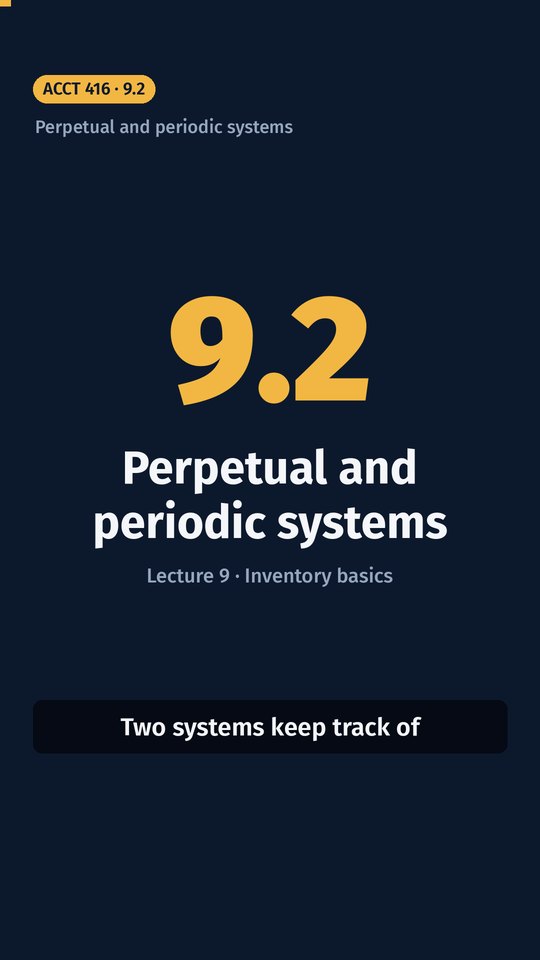 ACCT 416 · 9.2
Perpetual and periodic systems
9.2
Perpetual and
periodic systems
Lecture 9 · Inventory basics
Two systems keep track of